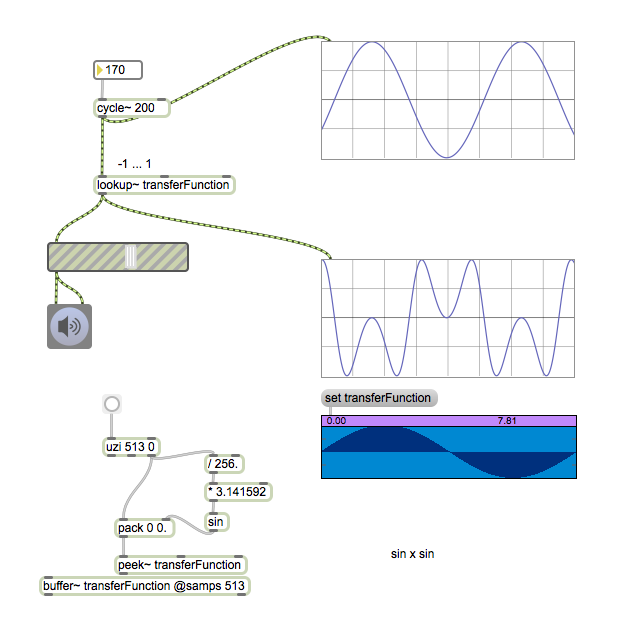 170
cycle~ 200
-1 ... 1
lookup~ transferFunction
set transferFunction
0.00 7.81
uzi 513 0
/ 256.
* 3.141592
pack 0 0.
sin
sin x sin
peek~ transferFunction
buffer~ transferFunction @samps 513